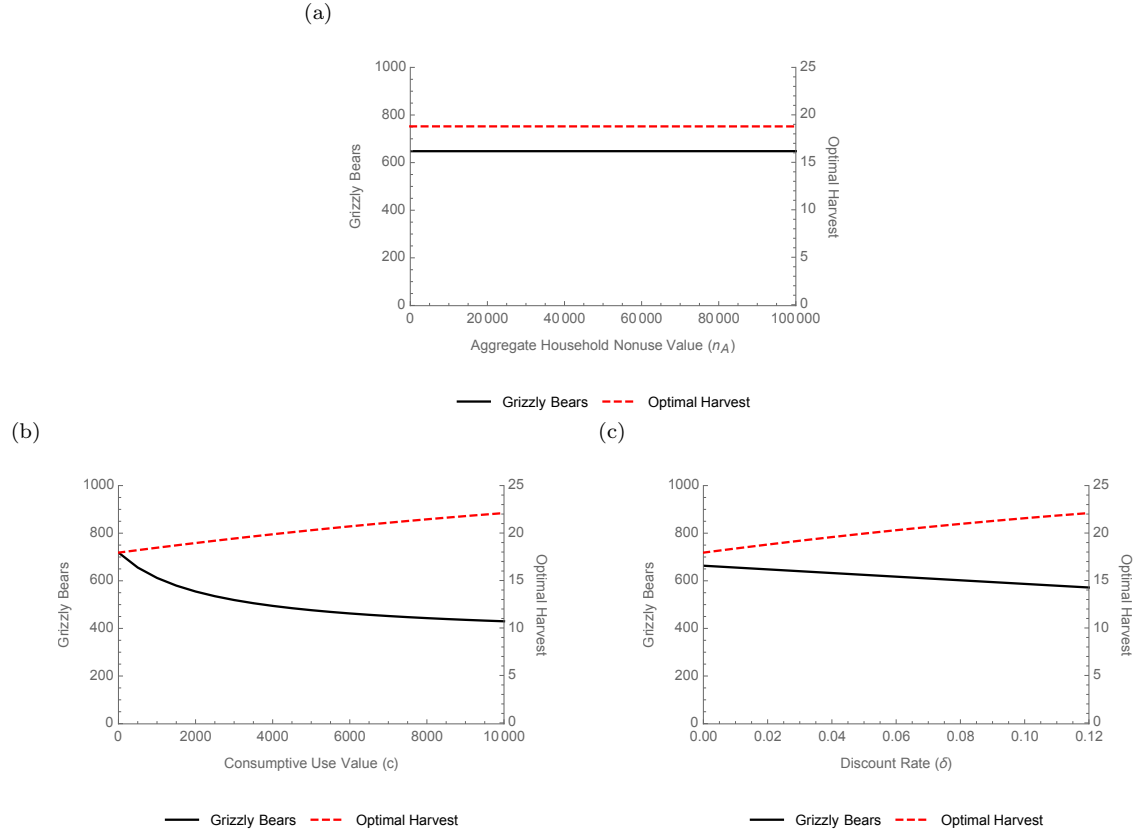 (a)
1000
800
600
400
200
0
Grizzly Bears
25
20
15
10
5
0
Optimal Harvest
0 20 000 40 000 60 000 80 000 100 000
Aggregate Household Nonuse Value (n_A)
Grizzly Bears Optimal Harvest
(b)
1000
800
600
400
200
0
Grizzly Bears
25
20
15
10
5
0
Optimal Harvest
0 2000 4000 6000 8000 10 000
Consumptive Use Value (c)
Grizzly Bears Optimal Harvest
(c)
1000
800
600
400
200
0
Grizzly Bears
25
20
15
10
5
0
Optimal Harvest
0.00 0.02 0.04 0.06 0.08 0.10 0.12
Discount Rate (δ)
Grizzly Bears Optimal Harvest